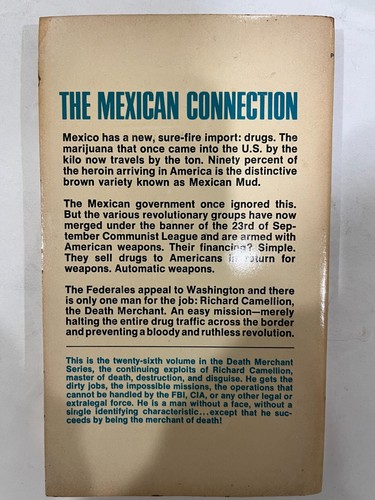 THE MEXICAN CONNECTION
Mexico has a new, sure-fire import: drugs. The
marijuana that once came into the U.S. by the
kilo now travels by the ton. Ninety percent of
the heroin arriving in America is the distinctive
brown variety known as Mexican Mud.
The Mexican government once ignored this.
But the various revolutionary groups have now
merged under the banner of the 23rd of Sep-
tember Communist League and are armed with
American weapons. Their financing? Simple.
They sell drugs to Americans in return for
weapons. Automatic weapons.
The Federales appeal to Washington and there
is only one man for the job: Richard Camellion,
the Death Merchant. An easy mission—merely
halting the entire drug traffic across the border
and preventing a bloody and ruthless revolution.
This is the twenty-sixth volume in the Death Merchant
Series, the continuing exploits of Richard Camellion,
master of death, destruction, and disguise. He gets the
dirty jobs, the impossible missions, the operations that
cannot be handled by the FBI, CIA, or any other legal or
extralegal force. He is a man without a face, without a
single identifying characteristic...except that he suc-
ceeds by being the merchant of death!